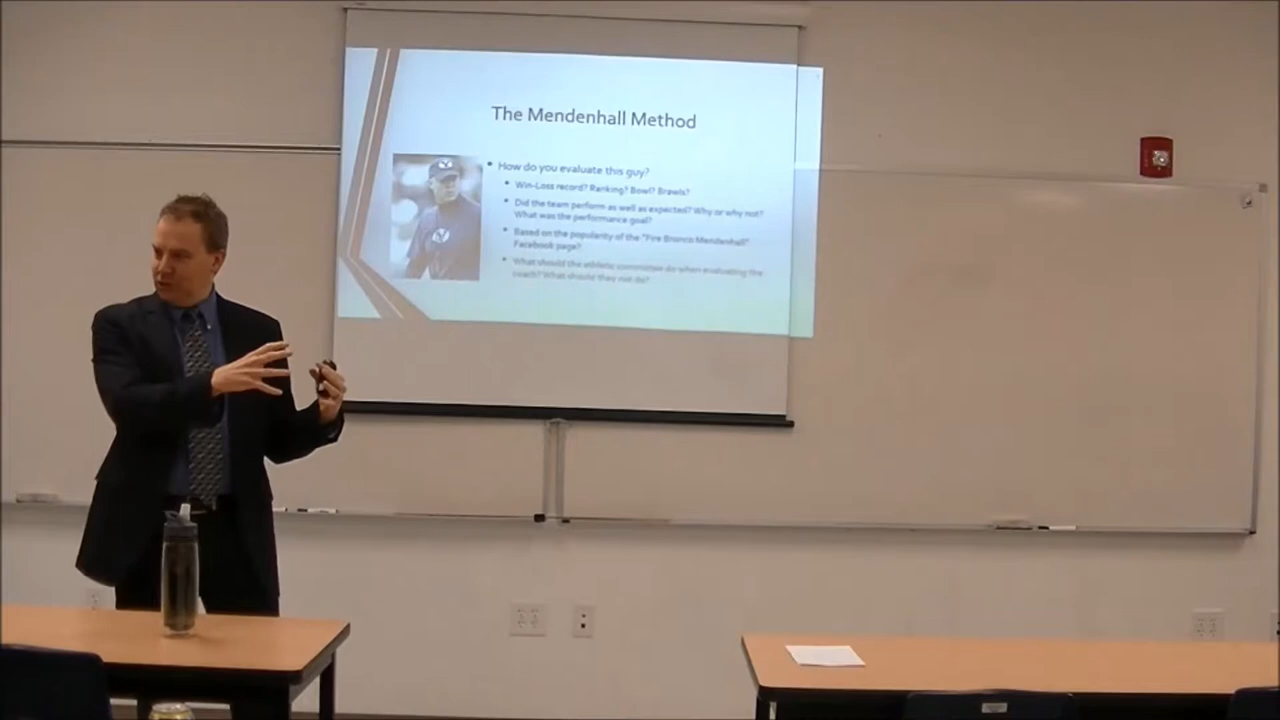 The Mendenhall Method
How do you evaluate this guy?
Win-Loss record? Ranking? Bowl? Brawls?
Did the team perform as well as expected? Why or why not?
What was the performance goal?
Based on the popularity of the "Fire Bronco Mendenhall"
Facebook page?
What should the athletic committee do when evaluating the
coach? What should they not do?